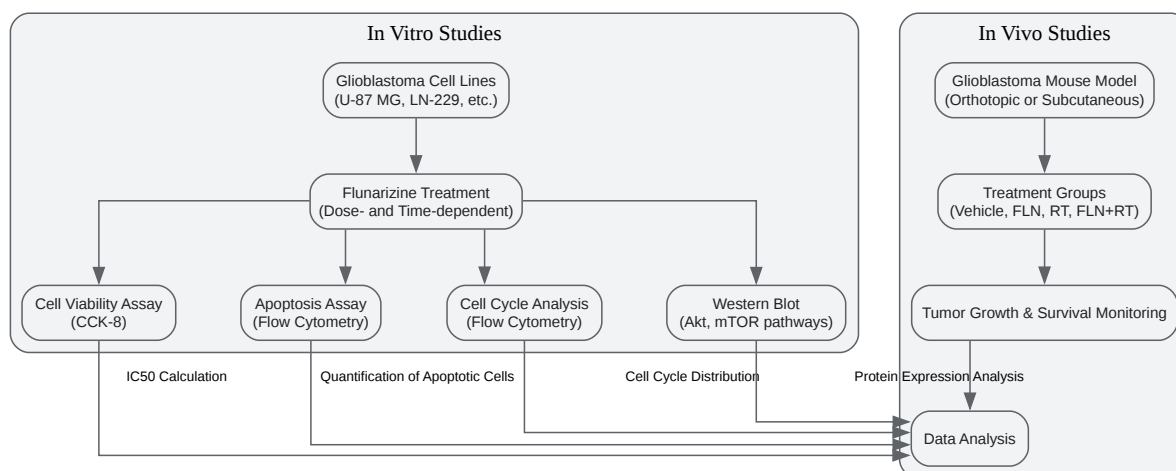 In Vitro Studies
Glioblastoma Cell Lines
(U-87 MG, LN-229, etc.)
Flunarizine Treatment
(Dose- and Time-dependent)
Cell Viability Assay
(CCK-8)
Apoptosis Assay
(Flow Cytometry)
Cell Cycle Analysis
(Flow Cytometry)
Western Blot
(Akt, mTOR pathways)
IC50 Calculation
Quantification of Apoptotic Cells
Cell Cycle Distribution
Protein Expression Analysis
In Vivo Studies
Glioblastoma Mouse Model
(Orthotopic or Subcutaneous)
Treatment Groups
(Vehicle, FLN, RT, FLN+RT)
Tumor Growth & Survival Monitoring
Data Analysis